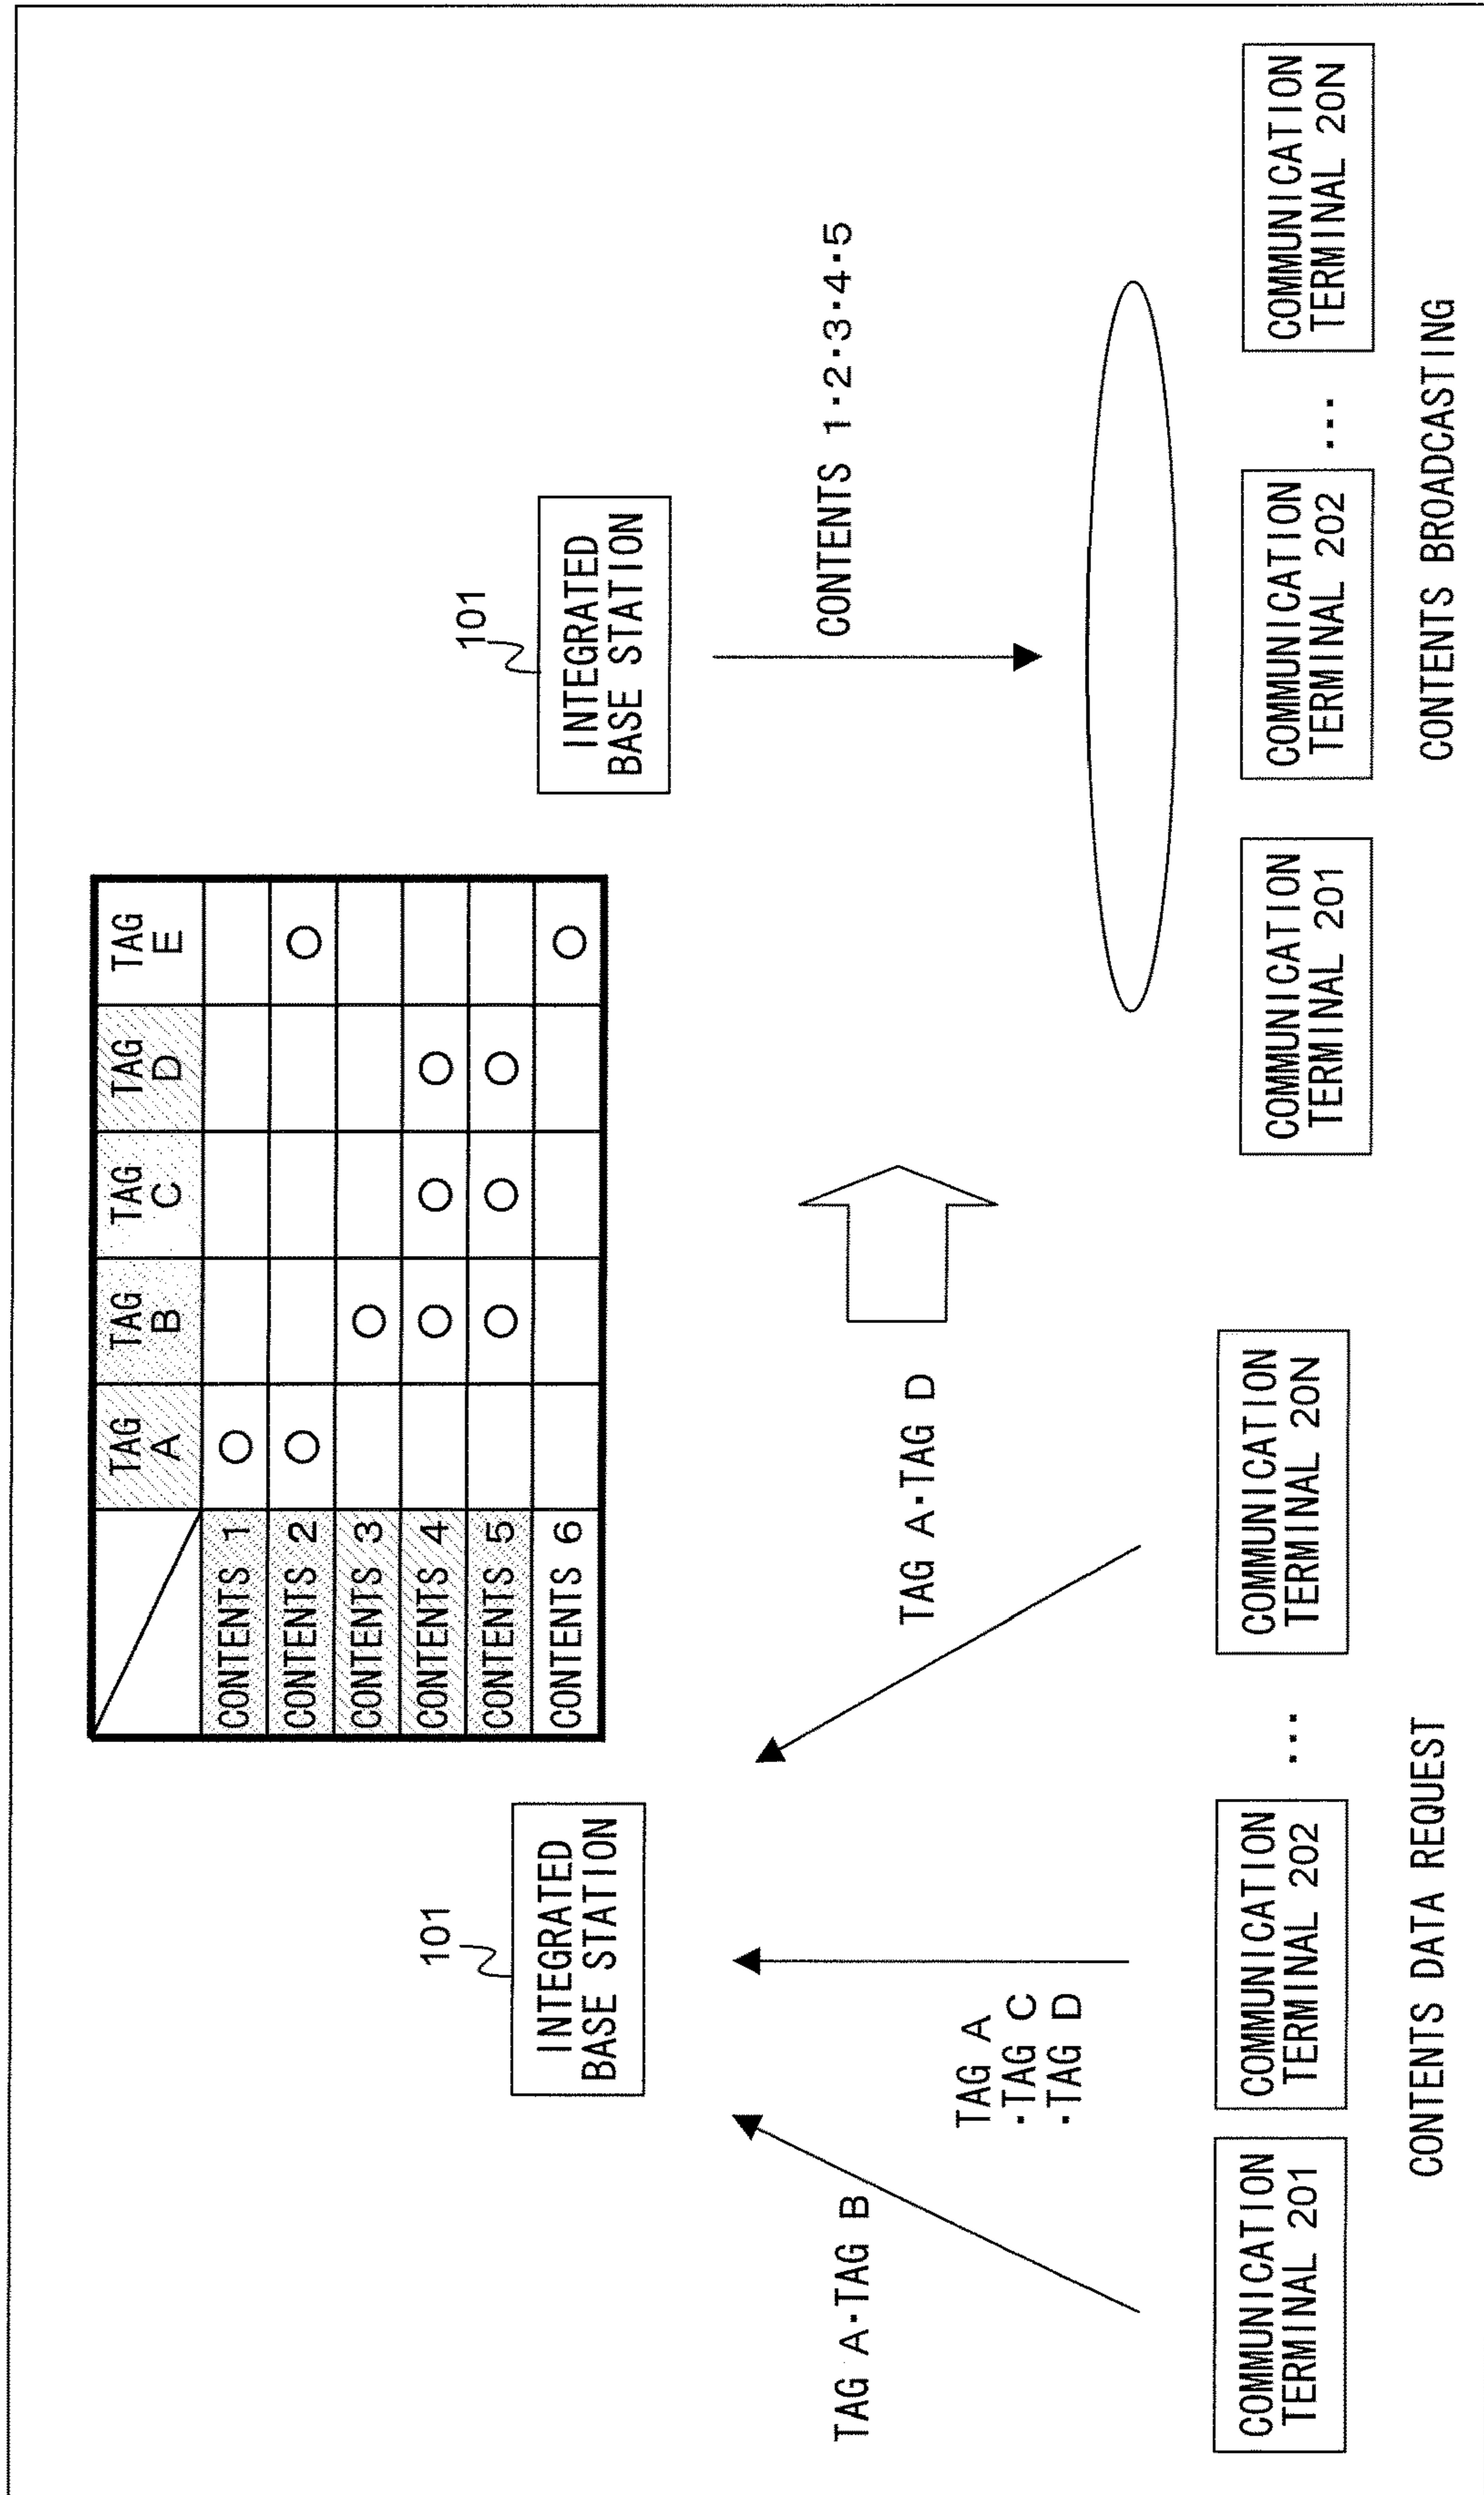 TAG A
TAG B
TAG C
TAG D
TAG E
CONTENTS 1
CONTENTS 2
CONTENTS 3
CONTENTS 4
CONTENTS 5
CONTENTS 6
101
INTEGRATED
BASE STATION
TAG A·TAG B
TAG A
·TAG C
·TAG D
TAG A·TAG D
COMMUNICATION
TERMINAL 201
COMMUNICATION
TERMINAL 202
...
COMMUNICATION
TERMINAL 20N
CONTENTS DATA REQUEST
101
INTEGRATED
BASE STATION
CONTENTS 1·2·3·4·5
COMMUNICATION
TERMINAL 201
COMMUNICATION
TERMINAL 202
...
COMMUNICATION
TERMINAL 20N
CONTENTS BROADCASTING